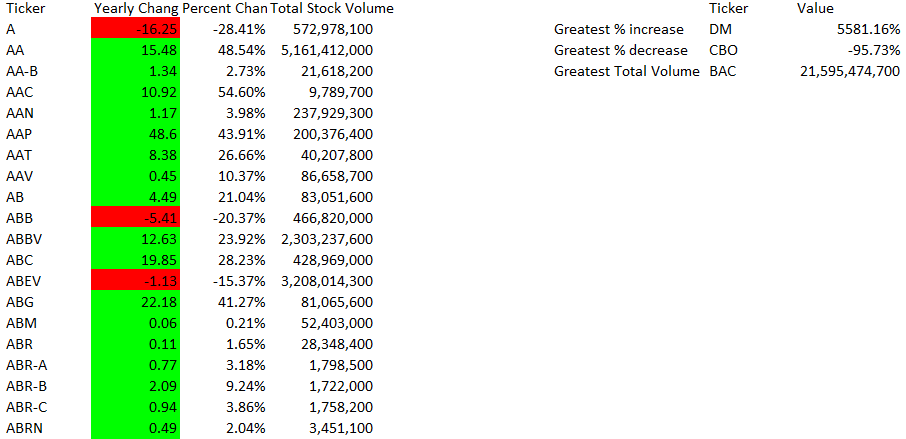 Ticker Yearly Chang Percent Chan Total Stock Volume Ticker Value
A -16.25 -28.41% 572,978,100 Greatest % increase DM 5581.16%
AA 15.48 48.54% 5,161,412,000 Greatest % decrease CBO -95.73%
AA-B 1.34 2.73% 21,618,200 Greatest Total Volume BAC 21,595,474,700
AAC 10.92 54.60% 9,789,700
AAN 1.17 3.98% 237,929,300
AAP 48.6 43.91% 200,376,400
AAT 8.38 26.66% 40,207,800
AAV 0.45 10.37% 86,658,700
AB 4.49 21.04% 83,051,600
ABB -5.41 -20.37% 466,820,000
ABBV 12.63 23.92% 2,303,237,600
ABC 19.85 28.23% 428,969,000
ABEV -1.13 -15.37% 3,208,014,300
ABG 22.18 41.27% 81,065,600
ABM 0.06 0.21% 52,403,000
ABR 0.11 1.65% 28,348,400
ABR-A 0.77 3.18% 1,798,500
ABR-B 2.09 9.24% 1,722,000
ABR-C 0.94 3.86% 1,758,200
ABRN 0.49 2.04% 3,451,100